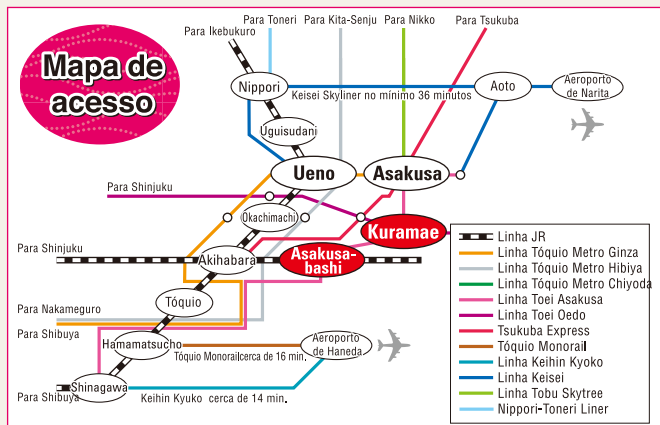 Mapa de
acesso
Para Ikebukuro
Para Toneri
Para Kita-Senju
Para Nikko
Para Tsukuba
Nippori
Keisei Skyliner no mínimo 36 minutos
Aoto
Aeroporto
de Narita
Uguisudani
Ueno
Asakusa
Para Shinjuku
Okachimachi
Kuramae
Para Shinjuku
Akihabara
Asakusa-
bashi
Tóquio
Para Nakameguro
Para Shibuya
Hamamatsucho
Tóquio Monorailcerca de 16 min.
Aeroporto
de Haneda
Para Shibuya
Shinagawa
Keihin Kyuko cerca de 14 min.
Linha JR
Linha Tóquio Metro Ginza
Linha Tóquio Metro Hibiya
Linha Tóquio Metro Chiyoda
Linha Toei Asakusa
Linha Toei Oedo
Tsukuba Express
Tóquio Monorail
Linha Keihin Kyoko
Linha Keisei
Linha Tobu Skytree
Nippori-Toneri Liner